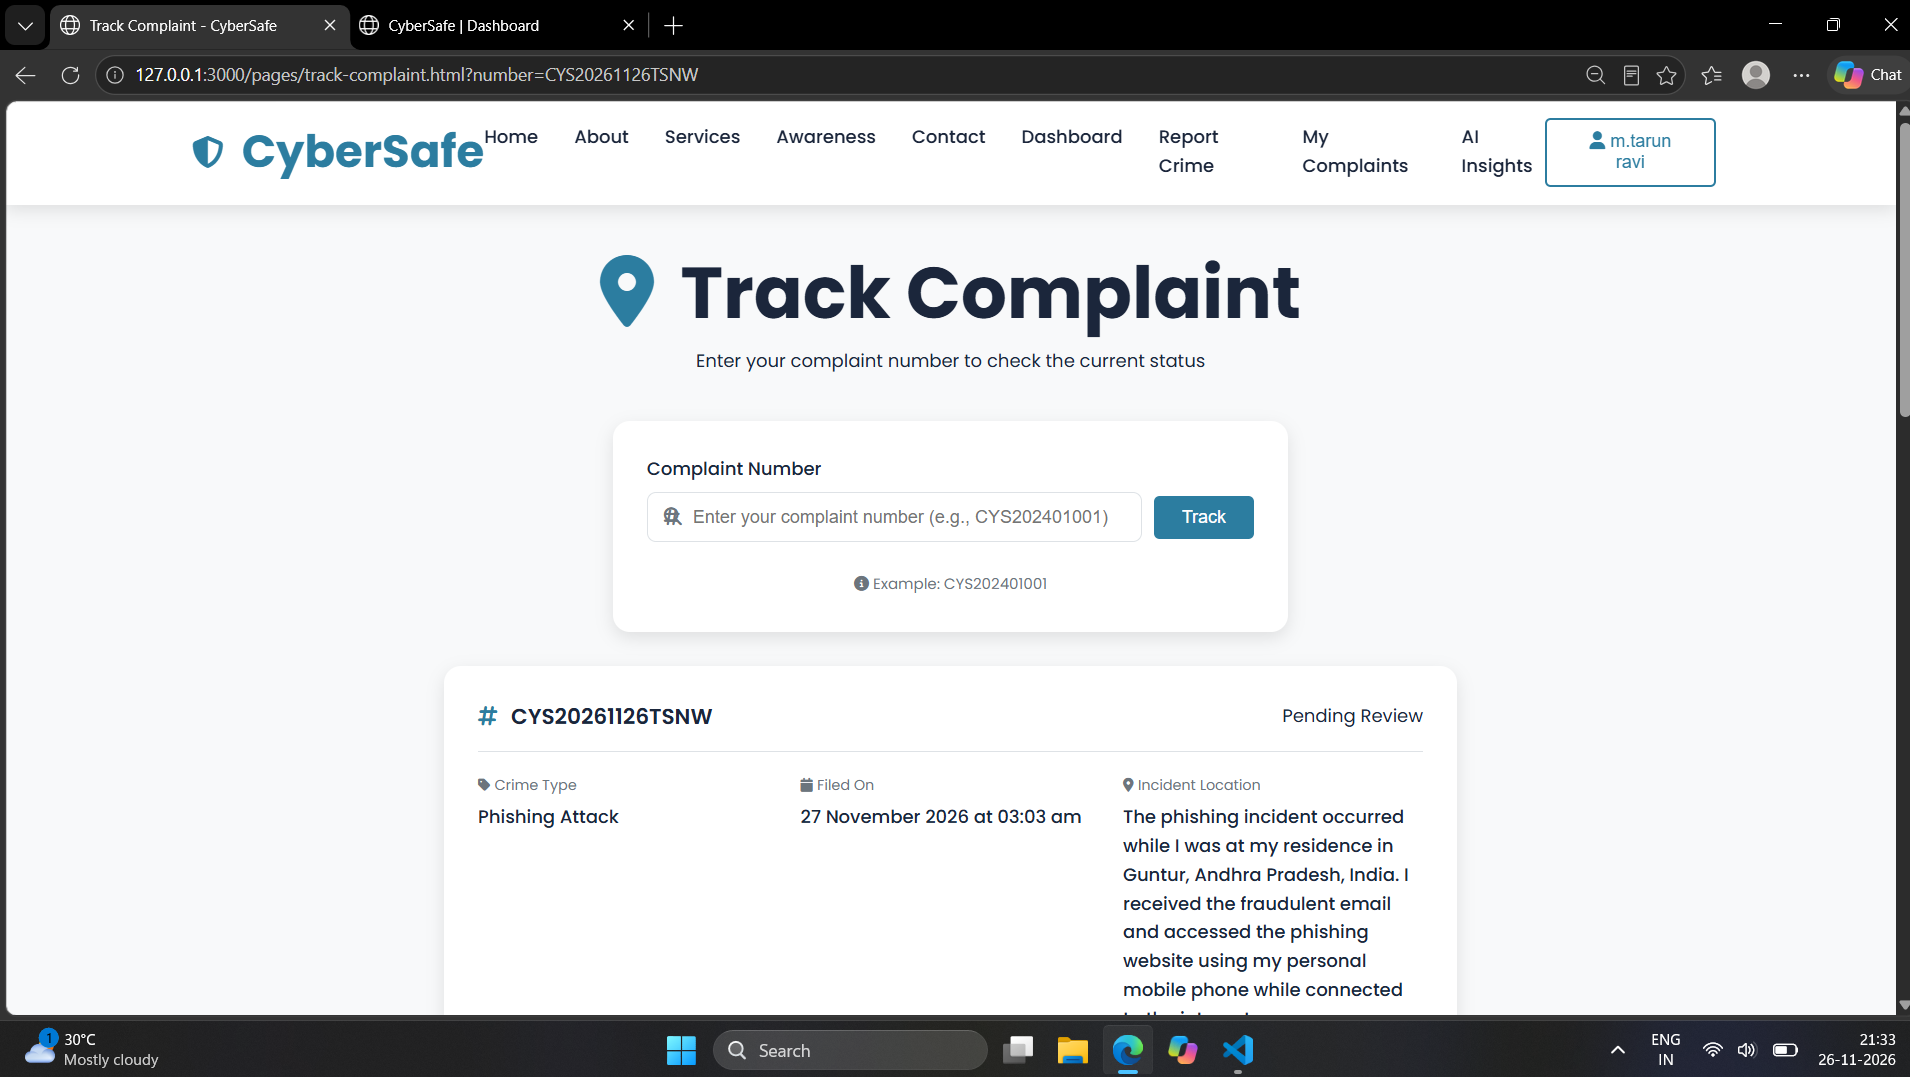 Track Complaint - CyberSafe
CyberSafe | Dashboard
127.0.0.1:3000/pages/track-complaint.html?number=CYS20261126TSNW
Chat
CyberSafe
Home
About
Services
Awareness
Contact
Dashboard
Report
Crime
My
Complaints
AI
Insights
m.tarun
ravi
Track Complaint
Enter your complaint number to check the current status
Complaint Number
Enter your complaint number (e.g., CYS202401001)
Track
Example: CYS202401001
# CYS20261126TSNW
Pending Review
Crime Type
Phishing Attack
Filed On
27 November 2026 at 03:03 am
Incident Location
The phishing incident occurred
while I was at my residence in
Guntur, Andhra Pradesh, India. I
received the fraudulent email
and accessed the phishing
website using my personal
mobile phone while connected
1
30°C
Mostly cloudy
Search
ENG
IN
21:33
26-11-2026